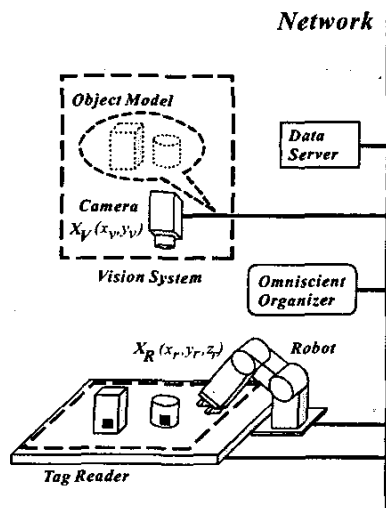 Network
Object Model
Data
Server
Camera
X_V (x_v, y_v)
Vision System
Omniscient
Organizer
X_R (x_r, y_r, z_r)
Robot
Tag Reader